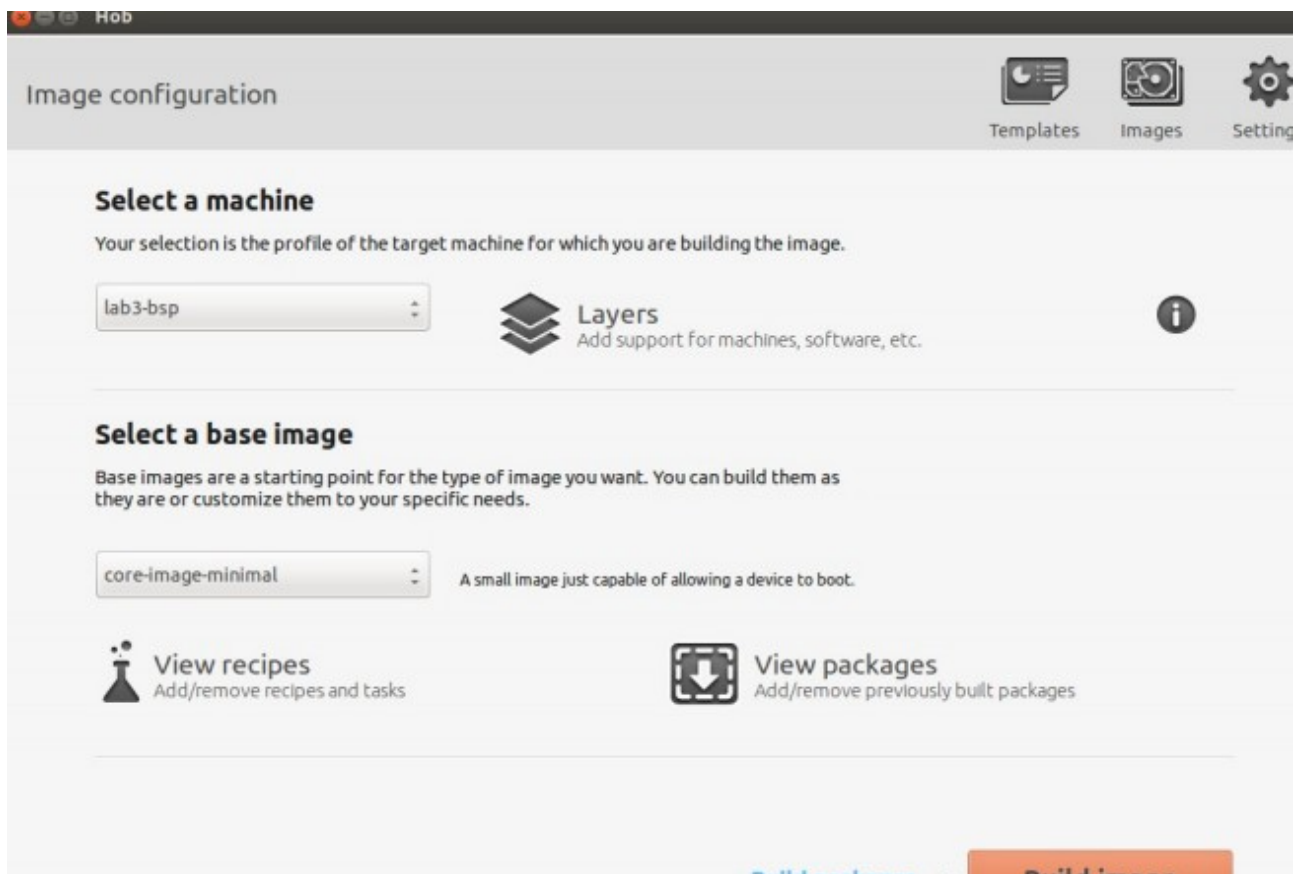 Hob
Image configuration
Templates
Images
Setting
Select a machine
Your selection is the profile of the target machine for which you are building the image.
lab3-bsp
Layers
Add support for machines, software, etc.
Select a base image
Base images are a starting point for the type of image you want. You can build them as
they are or customize them to your specific needs.
core-image-minimal
A small image just capable of allowing a device to boot.
View recipes
Add/remove recipes and tasks
View packages
Add/remove previously built packages
Build image